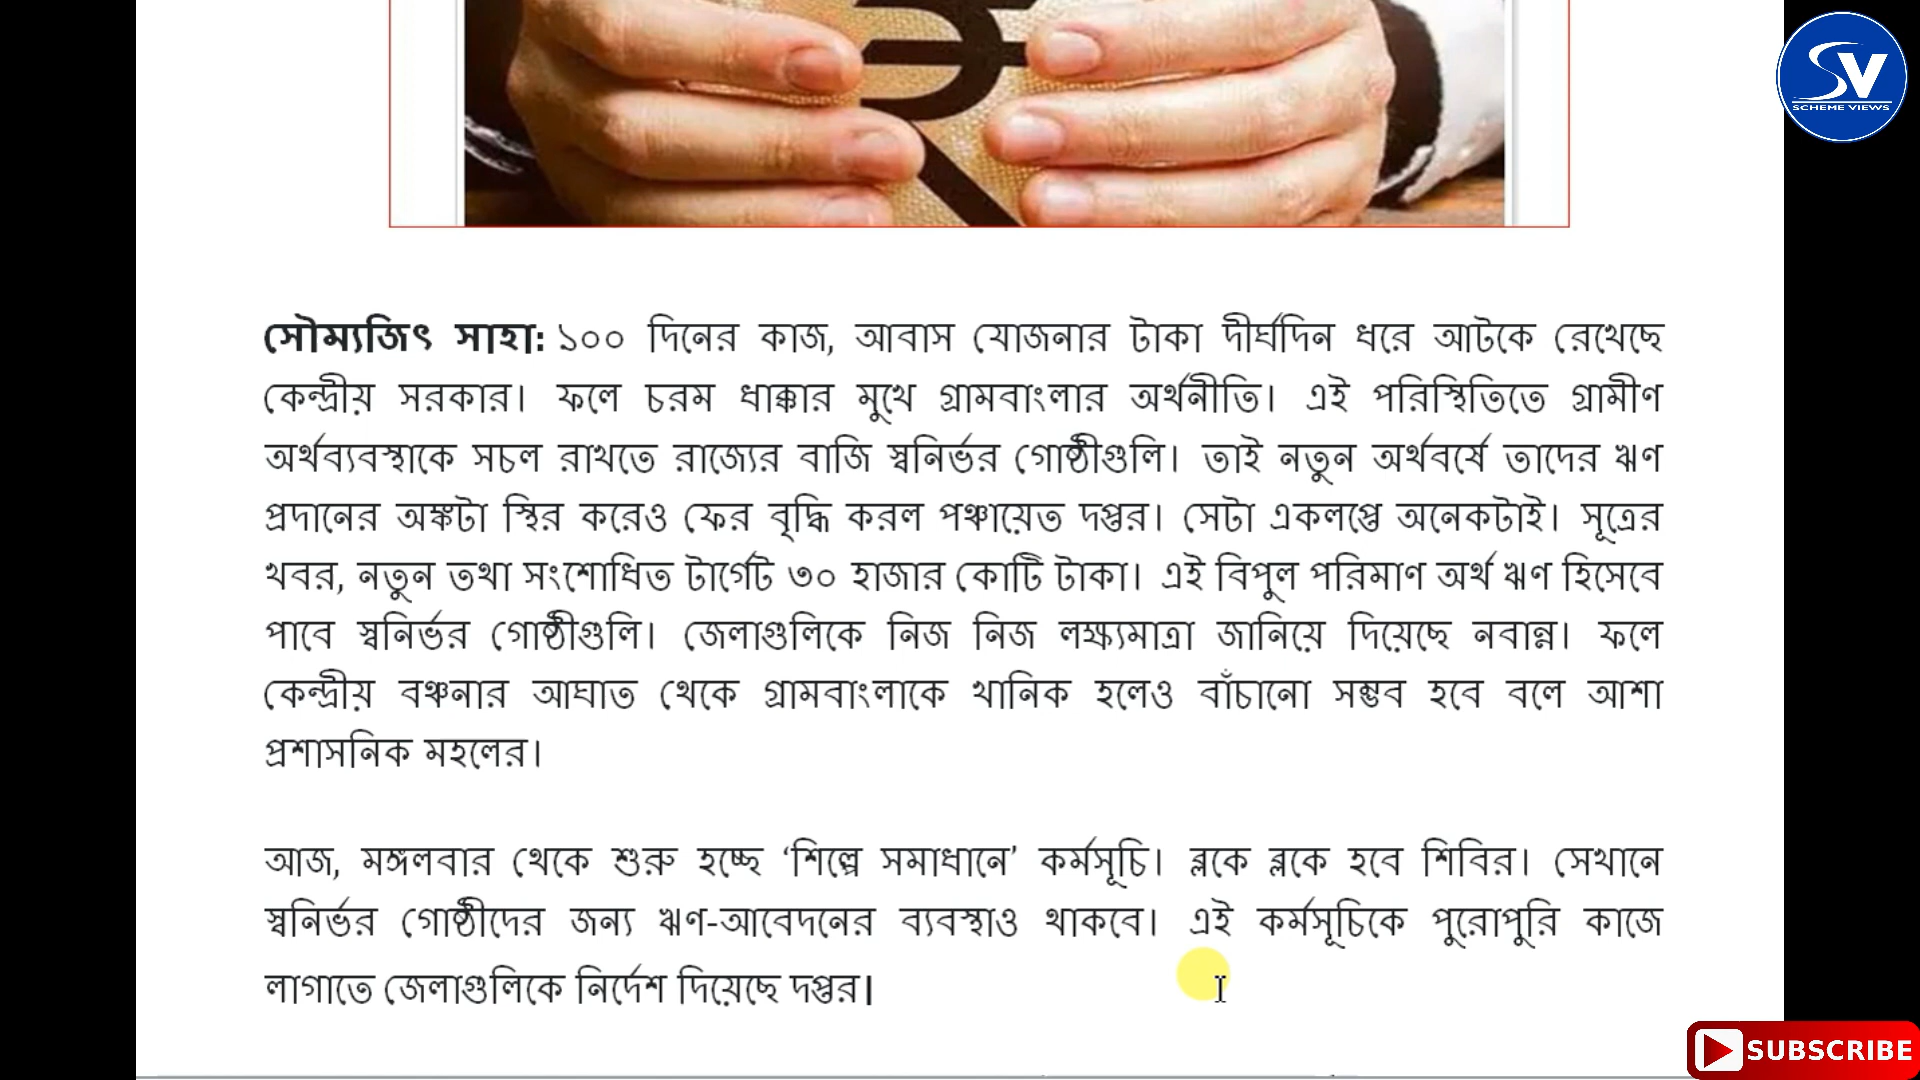 SV
SCHEME VIEWS
সৌম্যজিৎ সাহা: ১০০ দিনের কাজ, আবাস যোজনার টাকা দীর্ঘদিন ধরে আটকে রেখেছে
কেন্দ্রীয় সরকার। ফলে চরম ধাক্কার মুখে গ্রামবাংলার অর্থনীতি। এই পরিস্থিতিতে গ্রামীণ
অর্থব্যবস্থাকে সচল রাখতে রাজ্যের বাজি স্বনির্ভর গোষ্ঠীগুলি। তাই নতুন অর্থবর্ষে তাদের ঋণ
প্রদানের অঙ্কটা স্থির করেও ফের বৃদ্ধি করল পঞ্চায়েত দপ্তর। সেটা একলপ্তে অনেকটাই। সূত্রের
খবর, নতুন তথা সংশোধিত টার্গেট ৩০ হাজার কোটি টাকা। এই বিপুল পরিমাণ অর্থ ঋণ হিসেবে
পাবে স্বনির্ভর গোষ্ঠীগুলি। জেলাগুলিকে নিজ নিজ লক্ষ্যমাত্রা জানিয়ে দিয়েছে নবান্ন। ফলে
কেন্দ্রীয় বঞ্চনার আঘাত থেকে গ্রামবাংলাকে খানিক হলেও বাঁচানো সম্ভব হবে বলে আশা
প্রশাসনিক মহলের।
আজ, মঙ্গলবার থেকে শুরু হচ্ছে ‘শিল্পে সমাধানে’ কর্মসূচি। ব্লকে ব্লকে হবে শিবির। সেখানে
স্বনির্ভর গোষ্ঠীদের জন্য ঋণ-আবেদনের ব্যবস্থাও থাকবে। এই কর্মসূচিকে পুরোপুরি কাজে
লাগাতে জেলাগুলিকে নির্দেশ দিয়েছে দপ্তর।
SUBSCRIBE